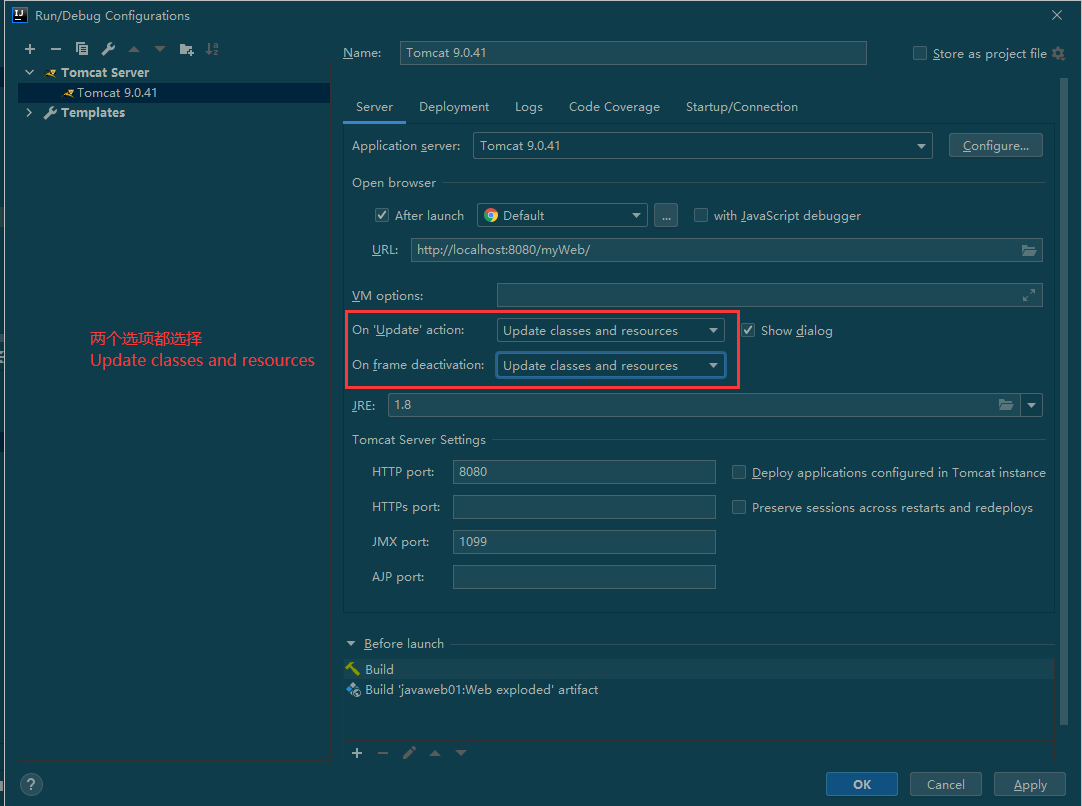 Run/Debug Configurations
Name: Tomcat 9.0.41
Store as project file
Tomcat Server
Tomcat 9.0.41
Templates
Server Deployment Logs Code Coverage Startup/Connection
Application server: Tomcat 9.0.41 Configure...
Open browser
After launch Default ... with JavaScript debugger
URL: http://localhost:8080/myWeb/
VM options:
On 'Update' action: Update classes and resources Show dialog
On frame deactivation: Update classes and resources
两个选项都选择
Update classes and resources
JRE: 1.8
Tomcat Server Settings
HTTP port: 8080 Deploy applications configured in Tomcat instance
HTTPs port: Preserve sessions across restarts and redeploys
JMX port: 1099
AJP port:
Before launch
Build
Build 'javaweb01:Web exploded' artifact
? OK Cancel Apply